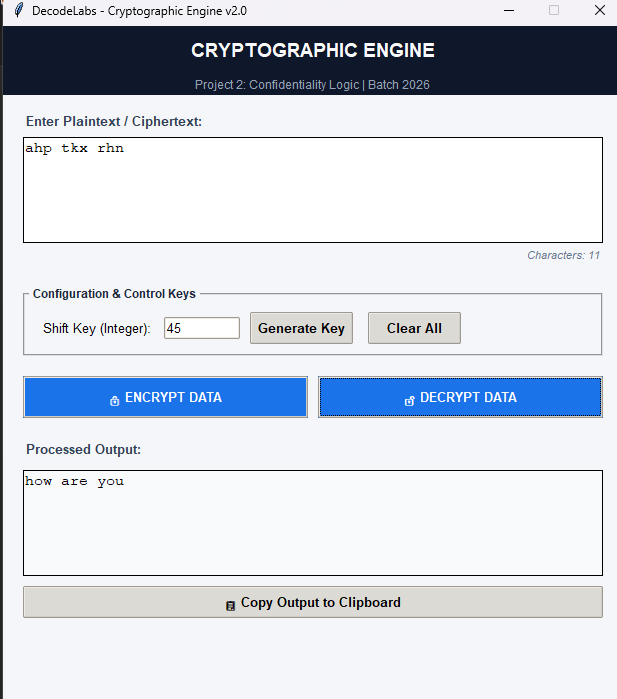 DecodeLabs - Cryptographic Engine v2.0
CRYPTOGRAPHIC ENGINE
Project 2: Confidentiality Logic | Batch 2026
Enter Plaintext / Ciphertext:
ahp tkx rhn
Characters: 11
Configuration & Control Keys
Shift Key (Integer): 45 Generate Key Clear All
ENCRYPT DATA DECRYPT DATA
Processed Output:
how are you
Copy Output to Clipboard